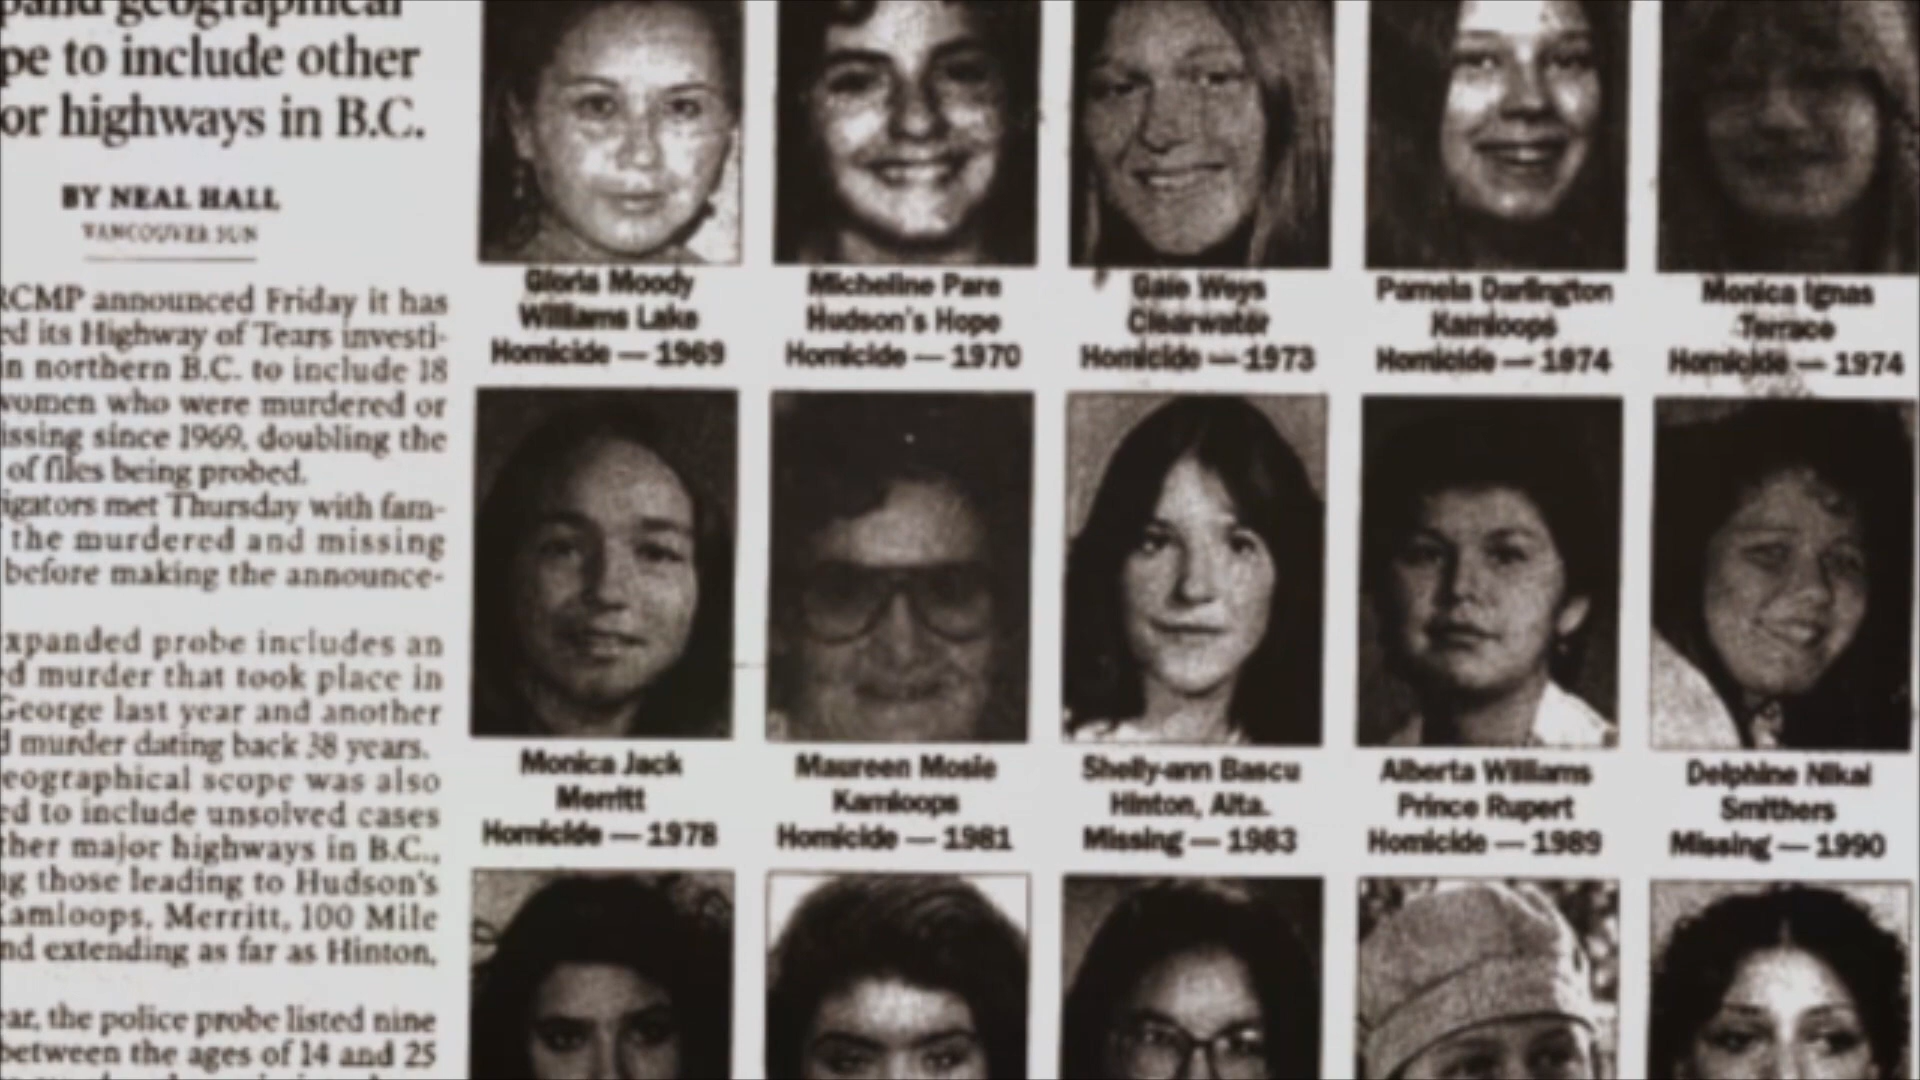 pand geographical
pe to include other
or highways in B.C.
BY NEAL HALL
VANCOUVER SUN
RCMP announced Friday it has
ed its Highway of Tears investi-
in northern B.C. to include 18
women who were murdered or
issing since 1969, doubling the
of files being probed.
igators met Thursday with fam-
the murdered and missing
before making the announce-
xpanded probe includes an
d murder that took place in
George last year and another
d murder dating back 38 years.
eographical scope was also
ed to include unsolved cases
ther major highways in B.C.,
ng those leading to Hudson's
Kamloops, Merritt, 100 Mile
nd extending as far as Hinton,
ar, the police probe listed nine
between the ages of 14 and 25
Gloria Moody
Williams Lake
Homicide — 1969
Micheline Pare
Hudson's Hope
Homicide — 1970
Gale Weys
Clearwater
Homicide — 1973
Pamela Darlington
Kamloops
Homicide — 1974
Monica Ignas
Terrace
Homicide — 1974
Monica Jack
Merritt
Homicide — 1978
Maureen Mosie
Kamloops
Homicide — 1981
Shelly-ann Bascu
Hinton, Alta.
Missing — 1983
Alberta Williams
Prince Rupert
Homicide — 1989
Delphine Nikal
Smithers
Missing — 1990